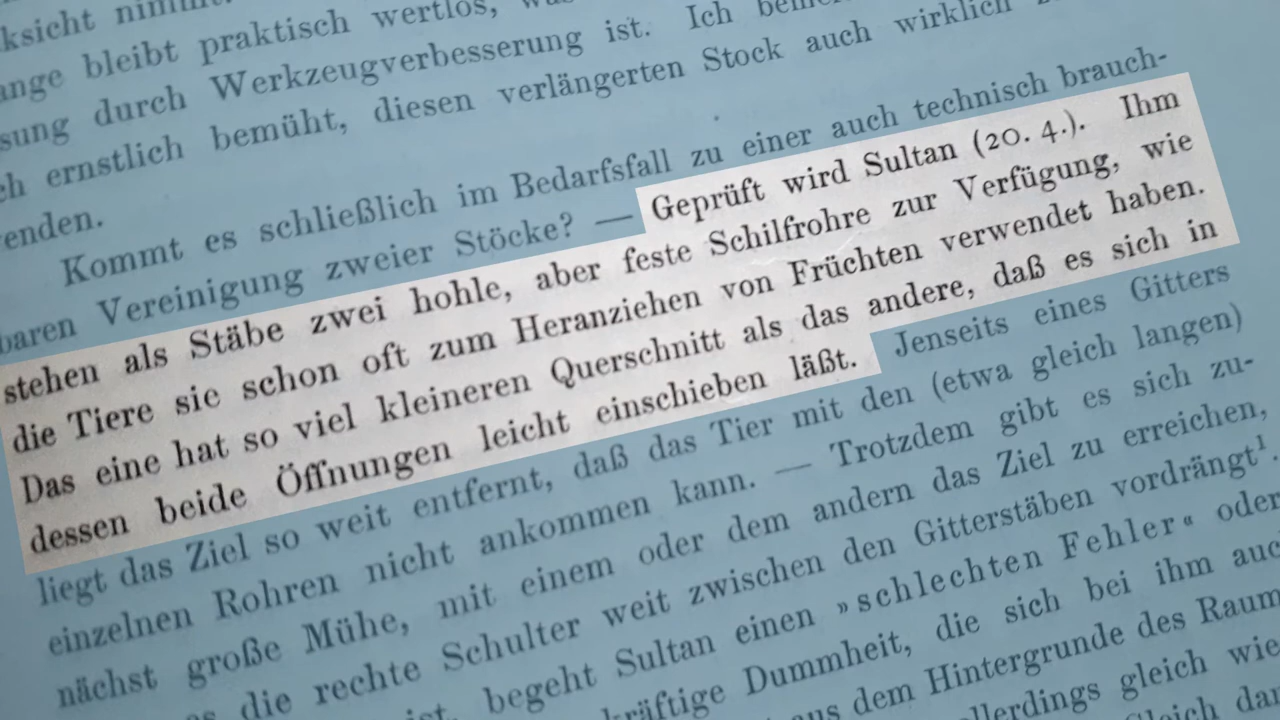 nimmt.
ange bleibt praktisch wertlos,
durch Werkzeugverbesserung ist. Ich
ernstlich bemüht, diesen verlängerten Stock auch wirklich
Kommt es schließlich im Bedarfsfall zu einer auch technisch brauch-
baren Vereinigung zweier Stöcke? — Geprüft wird Sultan (20. 4.). Ihm
stehen als Stäbe zwei hohle, aber feste Schilfrohre zur Verfügung, wie
die Tiere sie schon oft zum Heranziehen von Früchten verwendet haben.
Das eine hat so viel kleineren Querschnitt als das andere, daß es sich in
dessen beide Öffnungen leicht einschieben läßt. Jenseits eines Gitters
liegt das Ziel so weit entfernt, daß das Tier mit den (etwa gleich langen)
einzelnen Rohren nicht ankommen kann. — Trotzdem gibt es sich zu-
nächst große Mühe, mit einem oder dem andern das Ziel zu erreichen,
die rechte Schulter weit zwischen den Gitterstäben vordrängt¹.
begeht Sultan einen »schlechten Fehler« oder
kräftige Dummheit, die sich bei ihm
aus dem Hintergrunde des Raum
allerdings gleich wie